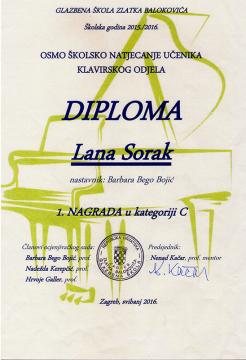 GLAZBENA ŠKOLA ZLATKA BALOKOVIĆA
Školska godina 2015./2016.
OSMO ŠKOLSKO NATJECANJE UČENIKA
KLAVIRSKOG ODJELA
DIPLOMA
Lana Sorak
nastavnik: Barbara Bego Bojić
1. NAGRADA u kategoriji C
Članovi ocjenjivačkog suda:
Barbara Bego Bojić, prof.
Nadežda Kerepčić, prof.
Hrvoje Galler, prof.
Predsjednik:
Nenad Kačar, prof. mentor
Zagreb, svibanj 2016.